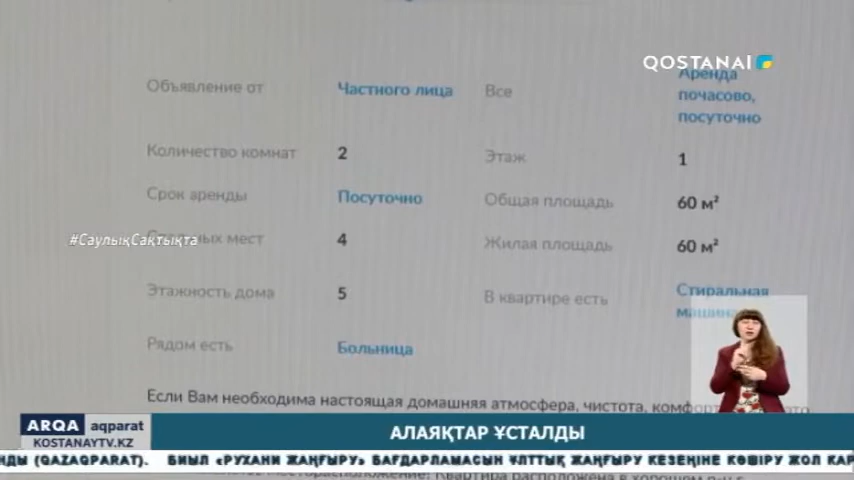 QOSTANAI
Объявление от Частного лица Все Аренда
почасово,
посуточно
Количество комнат 2 Этаж 1
Срок аренды Посуточно Общая площадь 60 м²
#СаулықСақтықта
мест 4 Жилая площадь 60 м²
Этажность дома 5 В квартире есть Стиральная
Рядом есть Больница
Если Вам необходима настоящая домашняя атмосфера, чистота,
ARQA aqparat
KOSTANAYTV.KZ
АЛАЯҚТАР ҰСТАЛДЫ
НДЫ (QAZAQPARAT). БИЫЛ «РУХАНИ ЖАҢҒЫРУ» БАҒДАРЛАМАСЫН ҰЛТТЫҚ ЖАҢҒЫРУ КЕЗЕҢІНЕ КӨШІРУ ЖОЛ КАР